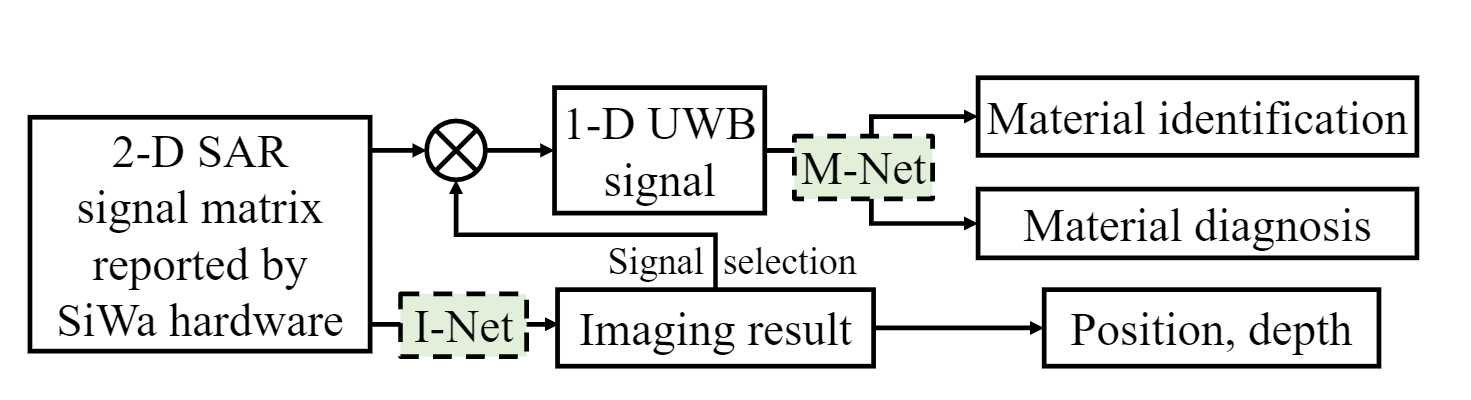 2-D SAR
signal matrix
reported by
SiWa hardware
1-D UWB
signal
M-Net
Material identification
Material diagnosis
Signal selection
I-Net
Imaging result
Position, depth